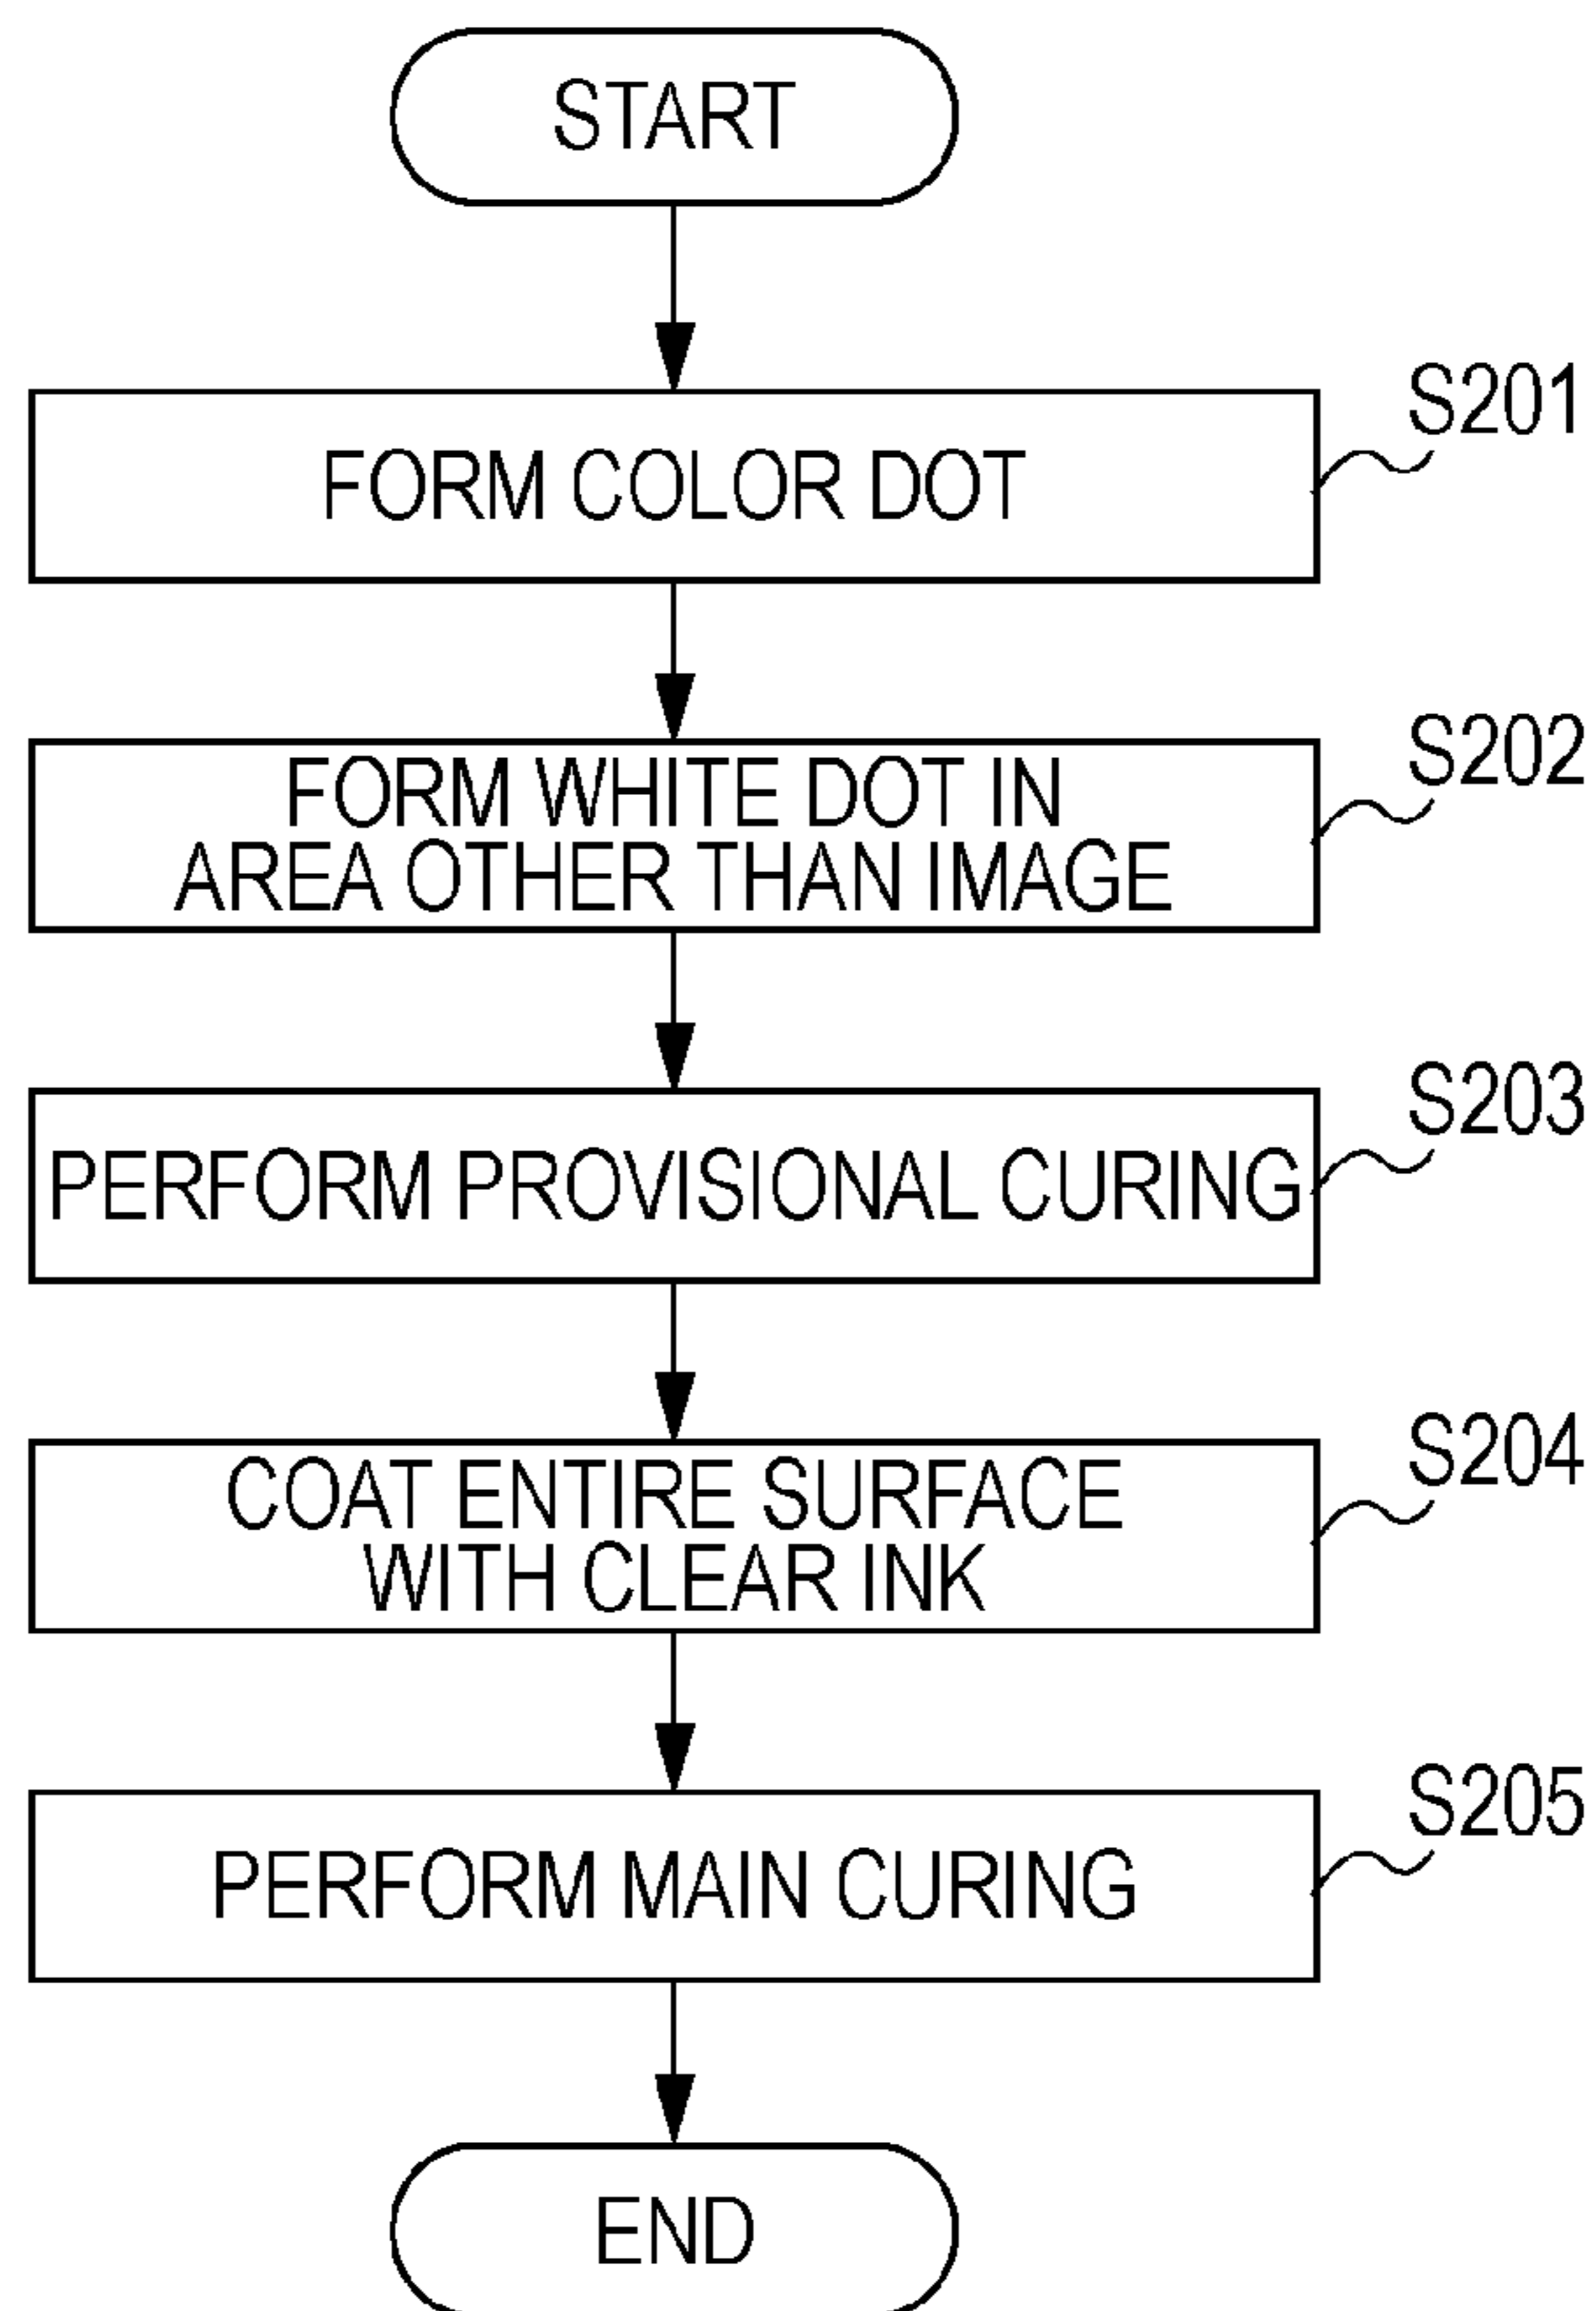 START
S201
FORM COLOR DOT
S202
FORM WHITE DOT IN
AREA OTHER THAN IMAGE
S203
PERFORM PROVISIONAL CURING
S204
COAT ENTIRE SURFACE
WITH CLEAR INK
S205
PERFORM MAIN CURING
END